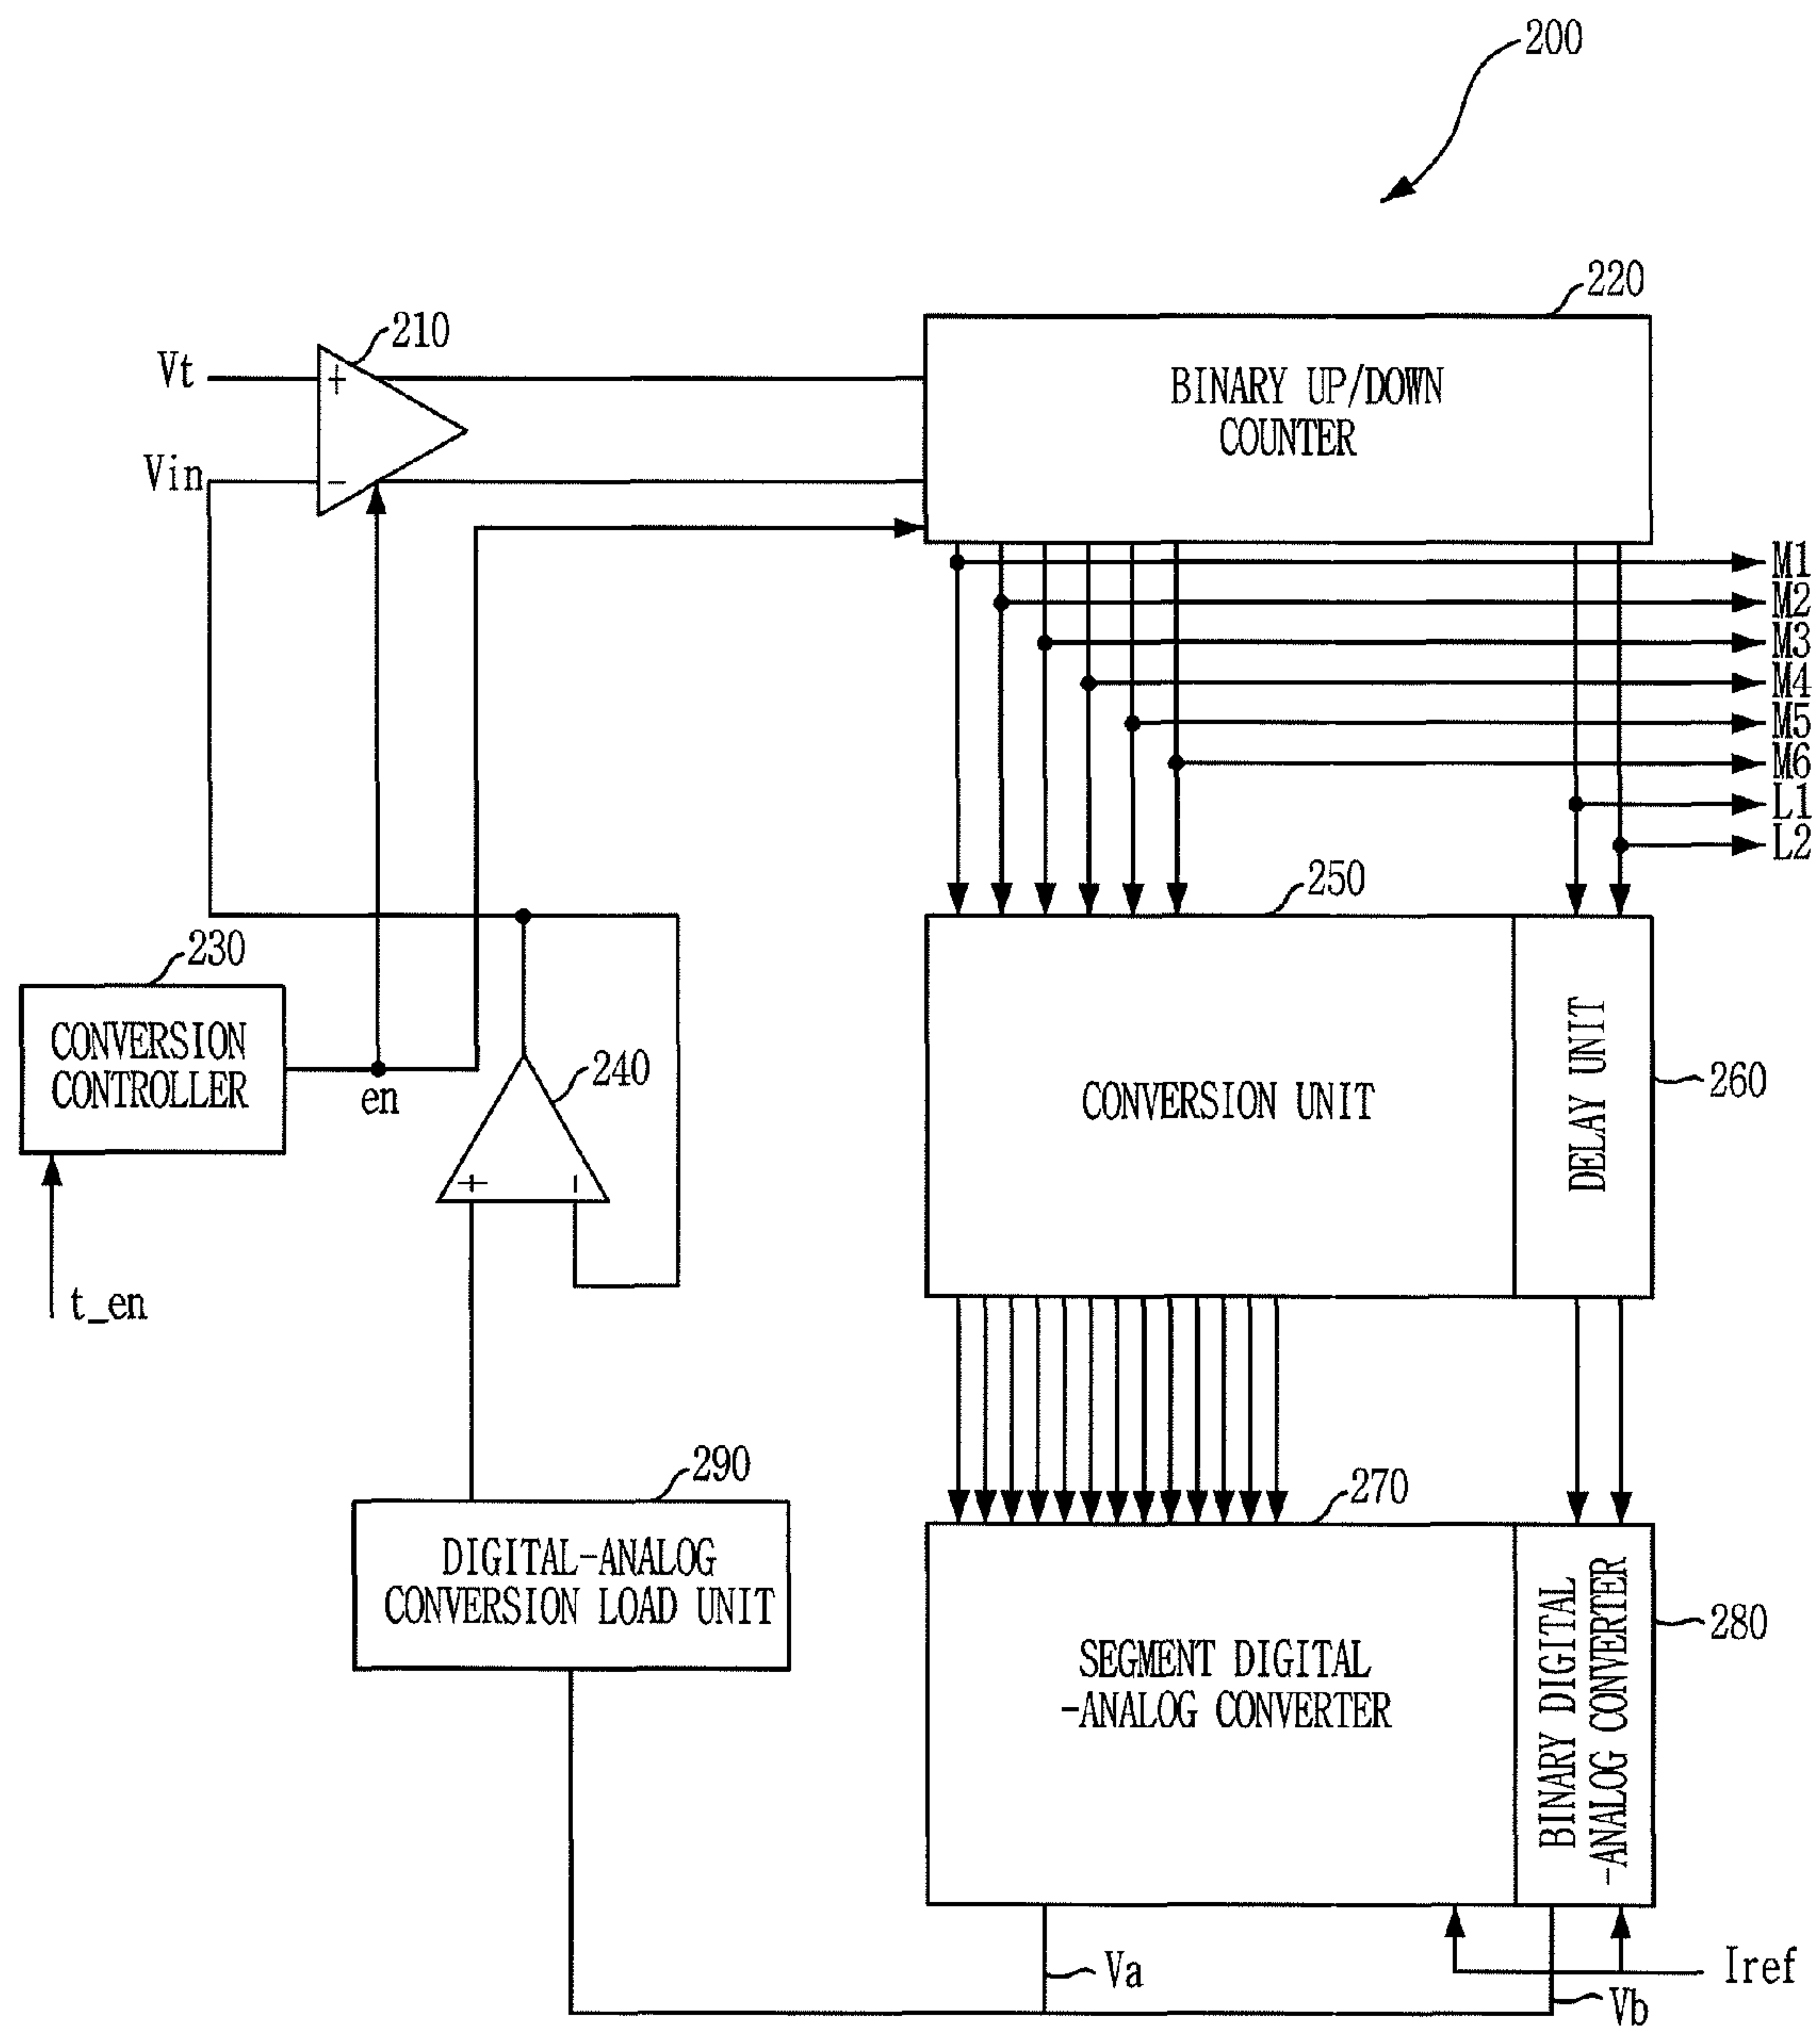 200
220
210
Vt
+
BINARY UP/DOWN
COUNTER
Vin
-
M1
M2
M3
M4
M5
M6
L1
L2
250
230
CONVERSION
CONTROLLER
en
240
+
-
CONVERSION UNIT
DELAY UNIT
260
t_en
290
270
DIGITAL-ANALOG
CONVERSION LOAD UNIT
SEGMENT DIGITAL
-ANALOG CONVERTER
BINARY DIGITAL
-ANALOG CONVERTER
280
Va
Iref
Vb